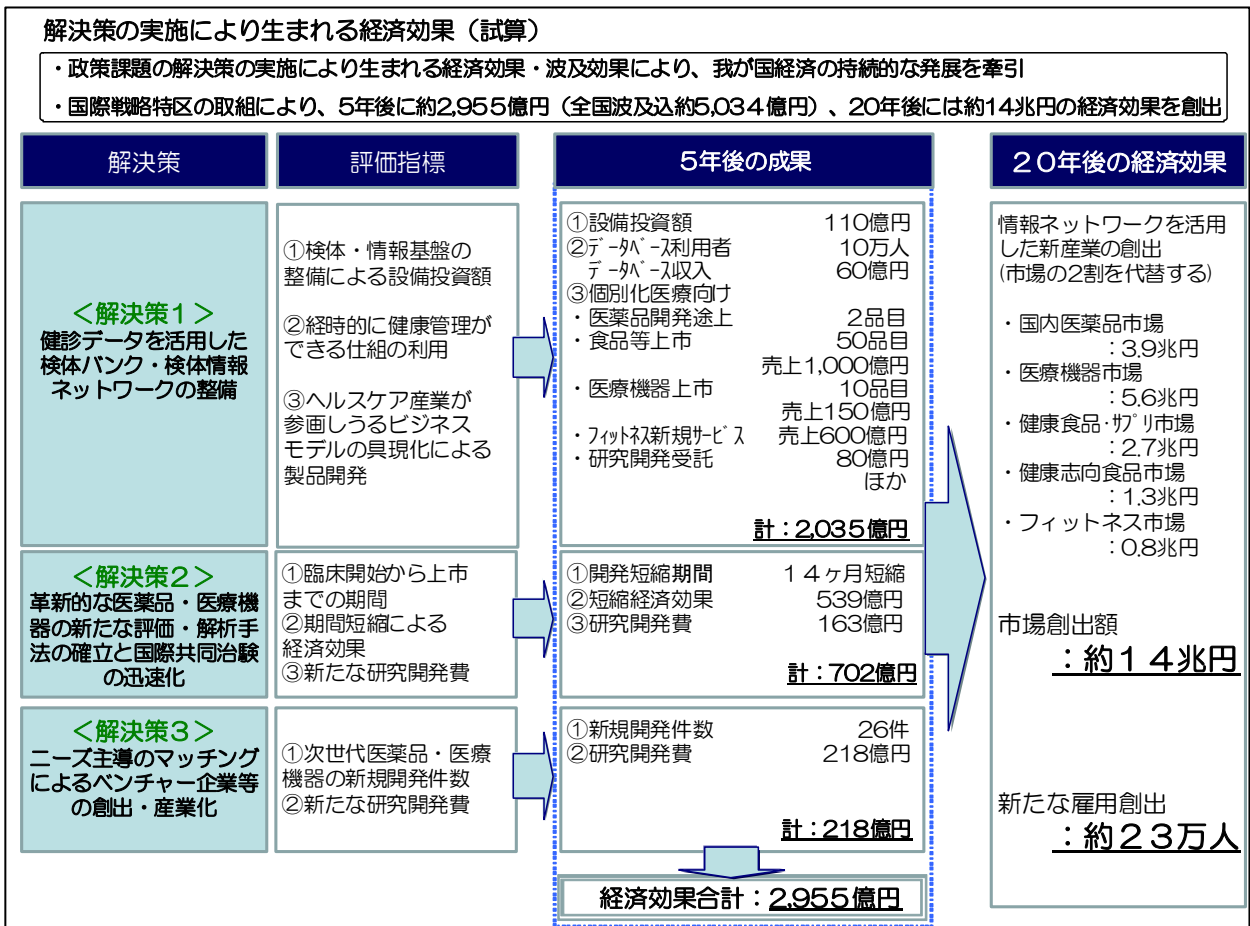 解決策の実施により生まれる経済効果（試算）
・政策課題の解決策の実施により生まれる経済効果・波及効果により、我が国経済の持続的な発展を牽引
・国際戦略特区の取組により、5年後に約2,955億円（全国波及込約5,034億円）、20年後には約14兆円の経済効果を創出
解決策
評価指標
5年後の成果
２０年後の経済効果
＜解決策１＞
健診データを活用した
検体バンク・検体情報
ネットワークの整備
①検体・情報基盤の
整備による設備投資額
②経時的に健康管理が
できる仕組の利用
③ヘルスケア産業が
参画しうるビジネス
モデルの具現化による
製品開発
①設備投資額 110億円
②ﾃﾞｰﾀﾍﾞｰｽ利用者 10万人
ﾃﾞｰﾀﾍﾞｰｽ収入 60億円
③個別化医療向け
・医薬品開発途上 2品目
・食品等上市 50品目
売上1,000億円
・医療機器上市 10品目
売上150億円
・ﾌｨｯﾄﾈｽ新規ｻｰﾋﾞｽ 売上600億円
・研究開発受託 80億円
ほか
計：2,035億円
＜解決策２＞
革新的な医薬品・医療機
器の新たな評価・解析手
法の確立と国際共同治験
の迅速化
①臨床開始から上市
までの期間
②期間短縮による
経済効果
③新たな研究開発費
①開発短縮期間 １４ヶ月短縮
②短縮経済効果 539億円
③研究開発費 163億円
計：702億円
＜解決策３＞
ニーズ主導のマッチング
によるベンチャー企業等
の創出・産業化
①次世代医薬品・医療
機器の新規開発件数
②新たな研究開発費
①新規開発件数 26件
②研究開発費 218億円
計：218億円
経済効果合計：2,955億円
情報ネットワークを活用
した新産業の創出
(市場の2割を代替する)
・国内医薬品市場
：3.9兆円
・医療機器市場
：5.6兆円
・健康食品・ｻﾌﾟﾘ市場
：2.7兆円
・健康志向食品市場
：1.3兆円
・フィットネス市場
：0.8兆円
市場創出額
：約１４兆円
新たな雇用創出
：約２３万人